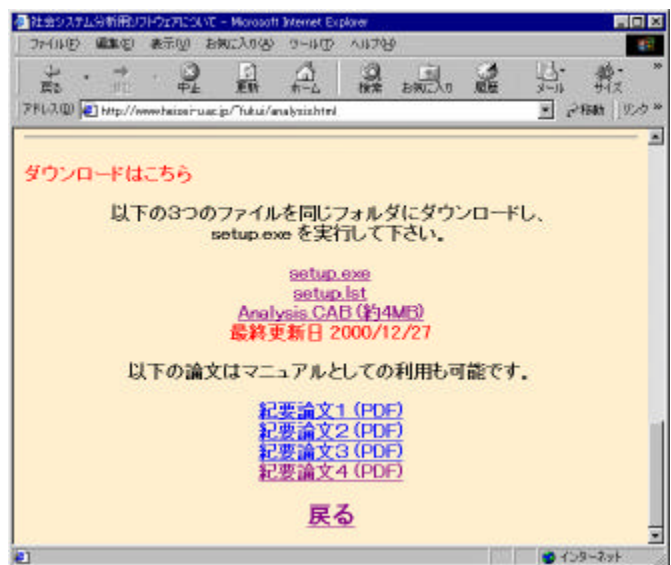 社会システム分析用ソフトウェアについて - Microsoft Internet Explorer
ファイル(F) 編集(E) 表示(V) お気に入り(A) ツール(T) ヘルプ(H)
戻る 進む 中止 更新 ホーム 検索 お気に入り 履歴 メール サイズ
アドレス(D) http://www.heisei-u.ac.jp/~fukui/analysis.html 移動 リンク
ダウンロードはこちら
以下の3つのファイルを同じフォルダにダウンロードし、
setup.exe を実行して下さい。
setup.exe
setup.lst
Analysis.CAB (約4MB)
最終更新日 2000/12/27
以下の論文はマニュアルとしての利用も可能です。
紀要論文1 (PDF)
紀要論文2 (PDF)
紀要論文3 (PDF)
紀要論文4 (PDF)
戻る
インターネット